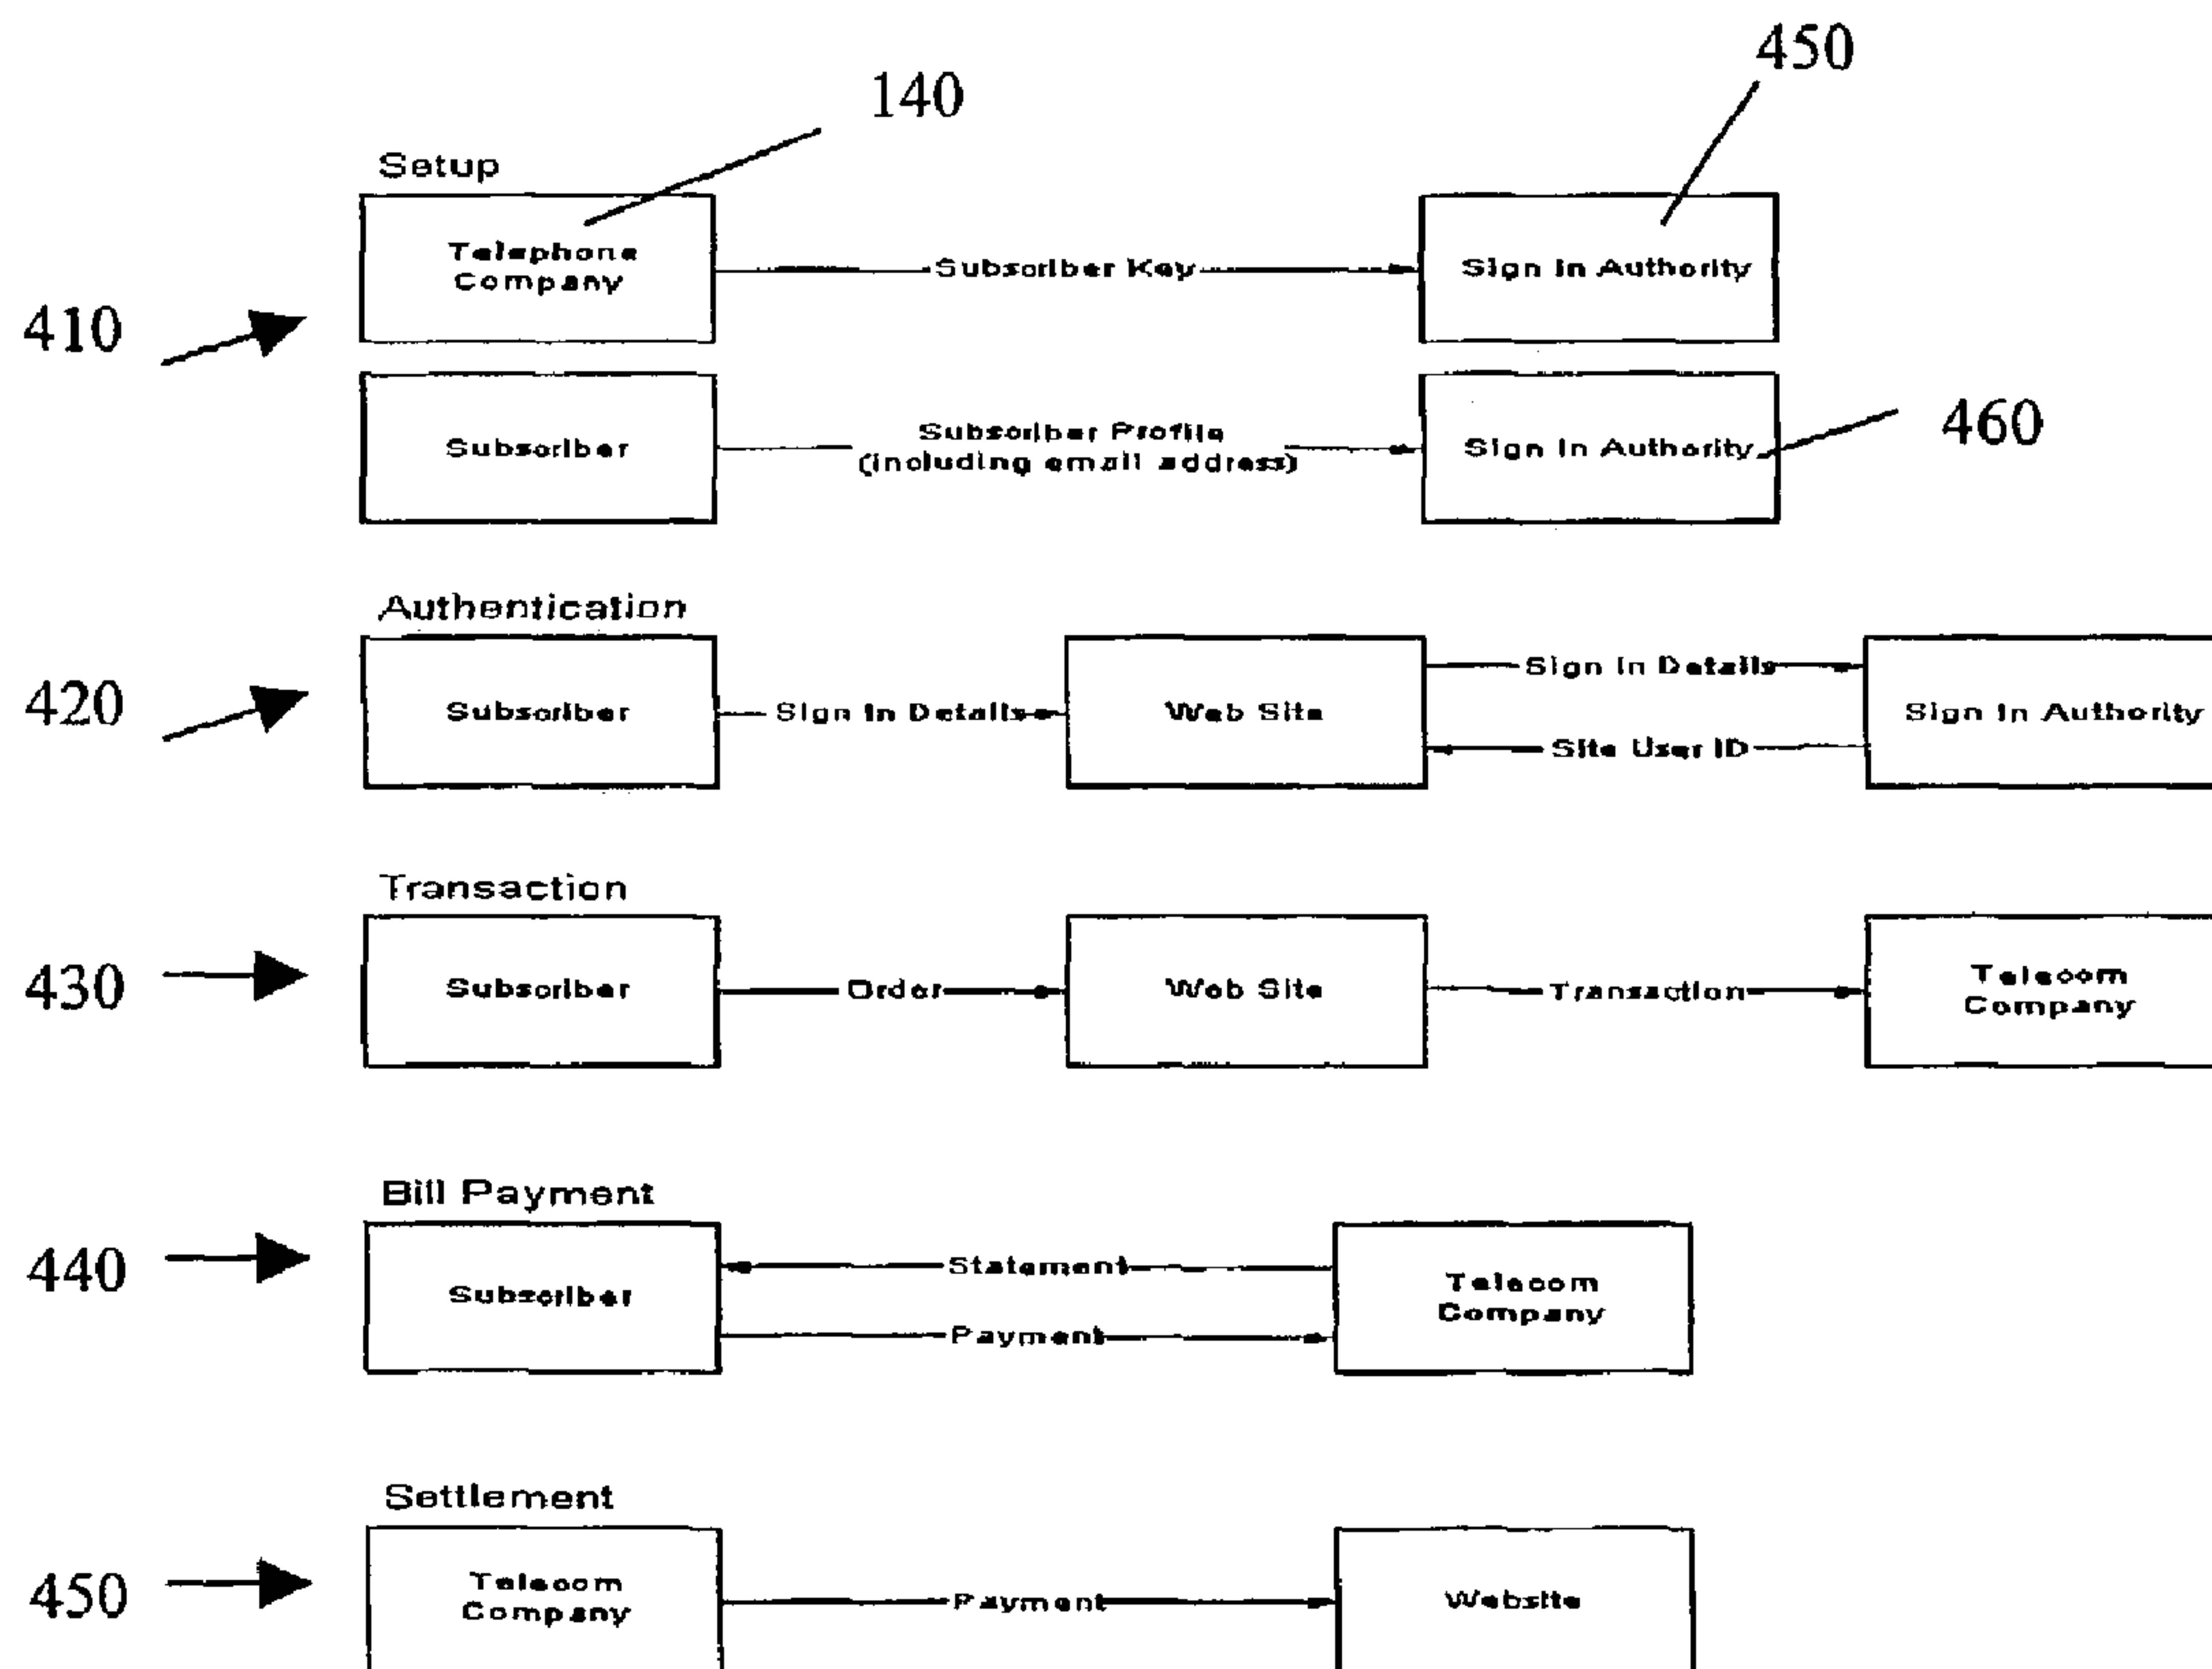 450
140
Setup
Telephone
Company
Subscriber Key
Sign In Authority
410
Subscriber
Subscriber Profile
(including email address)
Sign In Authority
460
Authentication
420
Subscriber
Sign In Details
Web Site
Sign In Details
Site User ID
Sign In Authority
Transaction
430
Subscriber
Order
Web Site
Transaction
Telecom
Company
Bill Payment
440
Subscriber
Statement
Payment
Telecom
Company
Settlement
450
Telecom
Company
Payment
Website